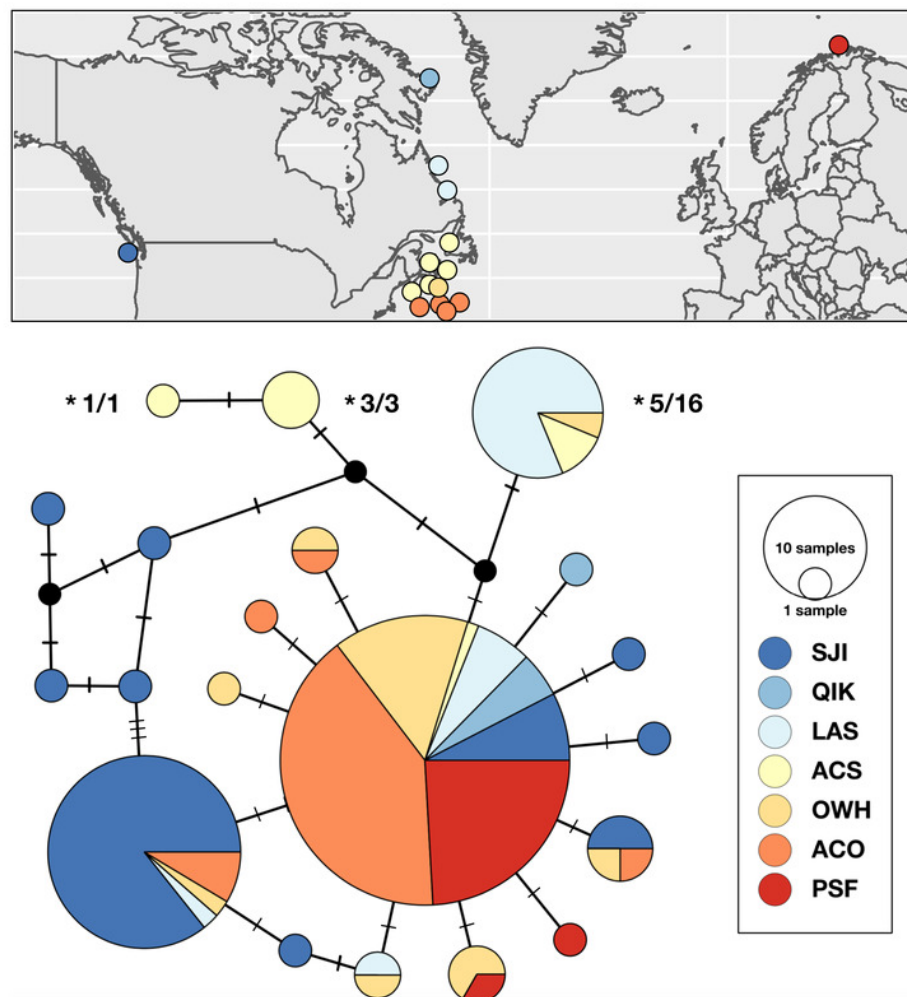 * 1/1
* 3/3
* 5/16
10 samples
1 sample
SJI
QIK
LAS
ACS
OWH
ACO
PSF